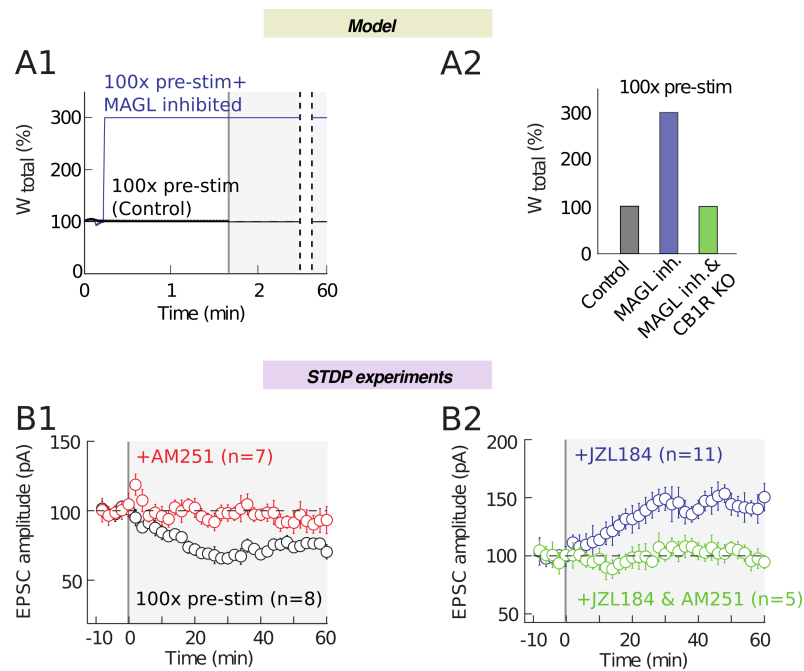 Model
A1
100x pre-stim+
MAGL inhibited
100x pre-stim
(Control)
W total (%)
300
200
100
0
0
1
2
60
Time (min)
A2
100x pre-stim
W total (%)
300
200
100
0
Control
MAGL inh.
MAGL inh.&
CB1R KO
STDP experiments
B1
+AM251 (n=7)
100x pre-stim (n=8)
EPSC amplitude (pA)
150
100
50
-10
0
20
40
60
Time (min)
B2
+JZL184 (n=11)
+JZL184 & AM251 (n=5)
EPSC amplitude (pA)
200
150
100
50
-10
0
20
40
60
Time (min)